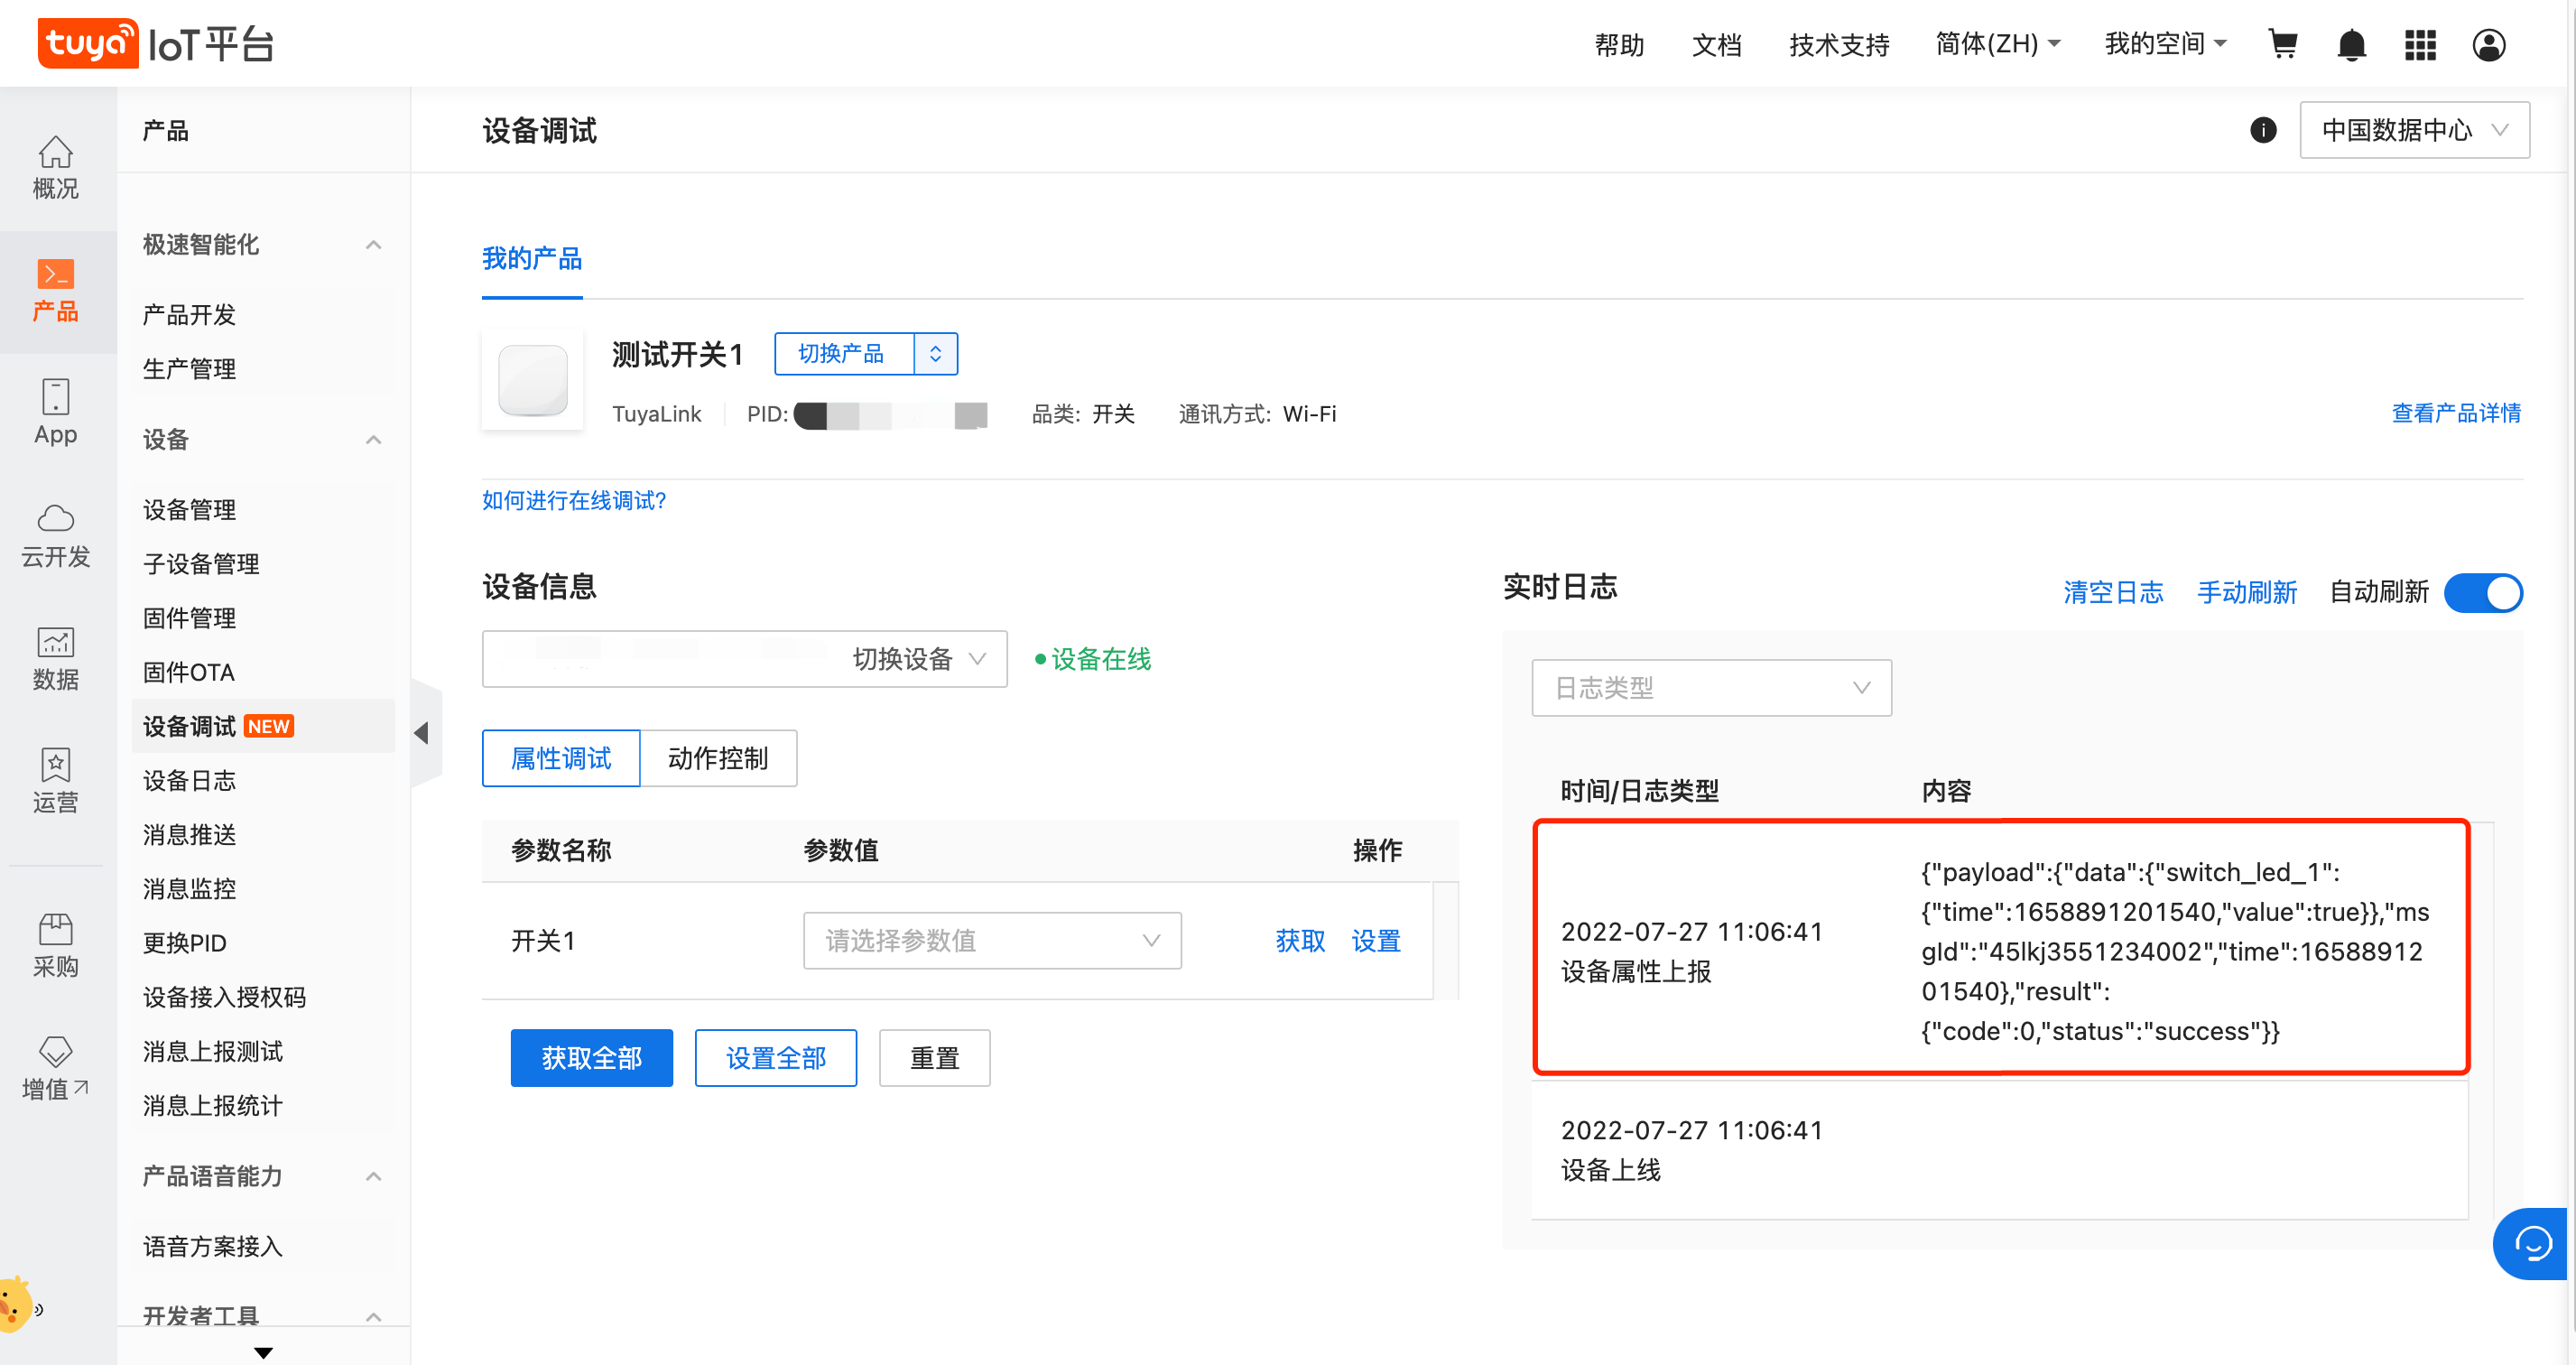 tuya IoT平台
帮助
文档
技术支持
简体(ZH)
我的空间
概况
产品
App
云开发
数据
运营
采购
增值
产品
极速智能化
产品开发
生产管理
设备
设备管理
子设备管理
固件管理
固件OTA
设备调试 NEW
设备日志
消息推送
消息监控
更换PID
设备接入授权码
消息上报测试
消息上报统计
产品语音能力
语音方案接入
开发者工具
设备调试
中国数据中心
我的产品
测试开关1
切换产品
TuyaLink
PID:
品类: 开关
通讯方式: Wi-Fi
查看产品详情
如何进行在线调试?
设备信息
切换设备
设备在线
属性调试
动作控制
参数名称
参数值
操作
开关1
请选择参数值
获取
设置
获取全部
设置全部
重置
实时日志
清空日志
手动刷新
自动刷新
日志类型
时间/日志类型
内容
2022-07-27 11:06:41
设备属性上报
{"payload":{"data":{"switch_led_1":
{"time":1658891201540,"value":true}},"ms
gId":"45lkj3551234002","time":16588912
01540},"result":
{"code":0,"status":"success"}}
2022-07-27 11:06:41
设备上线